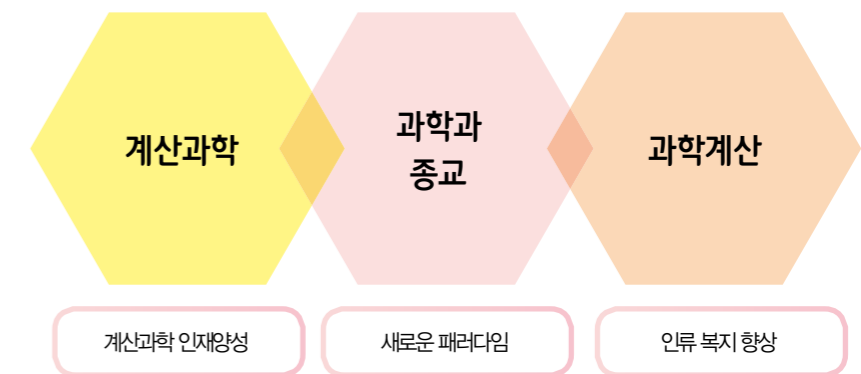 계산과학
과학과
종교
과학계산
계산과학 인재양성
새로운 패러다임
인류 복지 향상